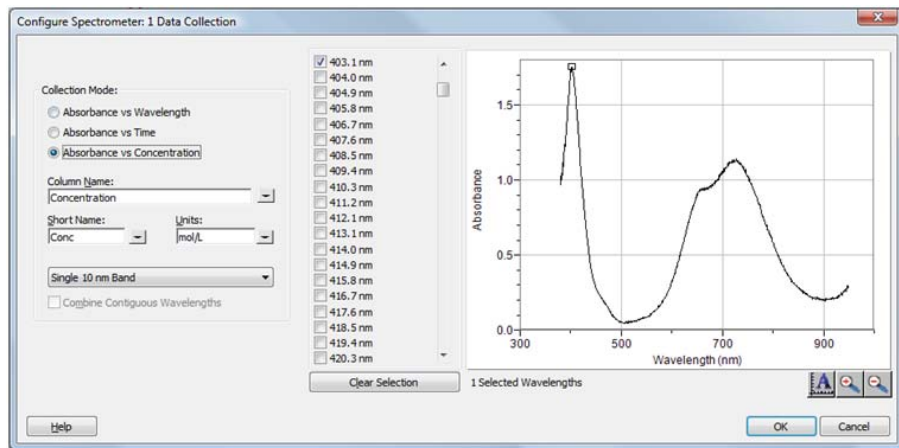 Configure Spectrometer: 1 Data Collection
Collection Mode:
Absorbance vs Wavelength
Absorbance vs Time
Absorbance vs Concentration
Column Name:
Concentration
Short Name:
Units:
Conc
mol/L
Single 10 nm Band
Combine Contiguous Wavelengths
403.1 nm
404.0 nm
404.9 nm
405.8 nm
406.7 nm
407.6 nm
408.5 nm
409.4 nm
410.3 nm
411.2 nm
412.1 nm
413.1 nm
414.0 nm
414.9 nm
415.8 nm
416.7 nm
417.6 nm
418.5 nm
419.4 nm
420.3 nm
Clear Selection
Absorbance
1.5
1.0
0.5
0.0
300
500
700
900
Wavelength (nm)
1 Selected Wavelengths
A
Help
OK
Cancel